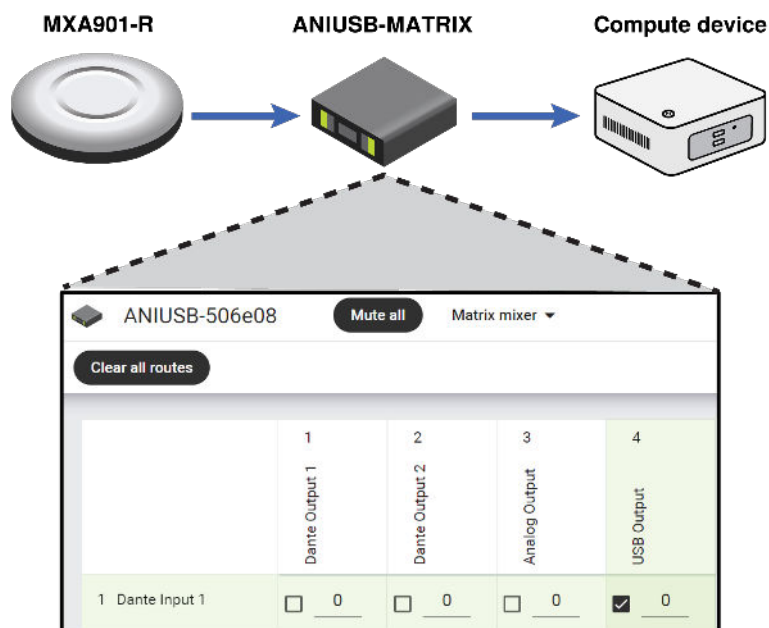 MXA901-R ANIUSB-MATRIX Compute device
ANIUSB-506e08 Mute all Matrix mixer
Clear all routes
1 2 3 4
Dante Output 1
Dante Output 2
Analog Output
USB Output
1 Dante Input 1 0 0 0 0